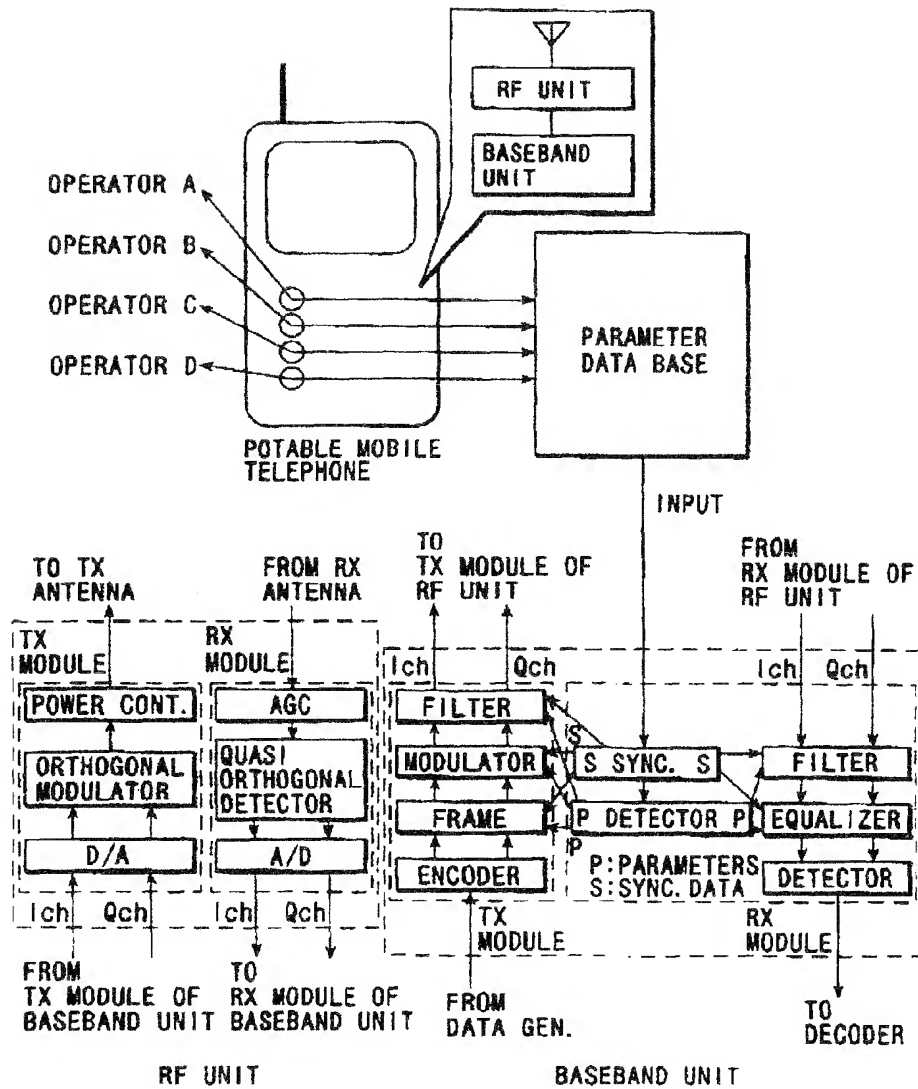 RF UNIT
BASEBAND
UNIT
OPERATOR A
OPERATOR B
OPERATOR C
OPERATOR D
PARAMETER
DATA BASE
POTABLE MOBILE
TELEPHONE
INPUT
TO TX
ANTENNA
FROM RX
ANTENNA
TO
TX MODULE OF
RF UNIT
FROM
RX MODULE OF
RF UNIT
TX
MODULE
RX
MODULE
Ich
Qch
Ich
Qch
POWER CONT.
AGC
FILTER
S
ORTHOGONAL
MODULATOR
QUASI
ORTHOGONAL
DETECTOR
MODULATOR
S SYNC. S
FILTER
FRAME
P DETECTOR P
EQUALIZER
P
D/A
A/D
ENCODER
P:PARAMETERS
S:SYNC. DATA
DETECTOR
Ich
Qch
Ich
Qch
TX
MODULE
RX
MODULE
FROM
TX MODULE OF
BASEBAND UNIT
TO
RX MODULE OF
BASEBAND UNIT
FROM
DATA GEN.
TO
DECODER
RF UNIT
BASEBAND UNIT